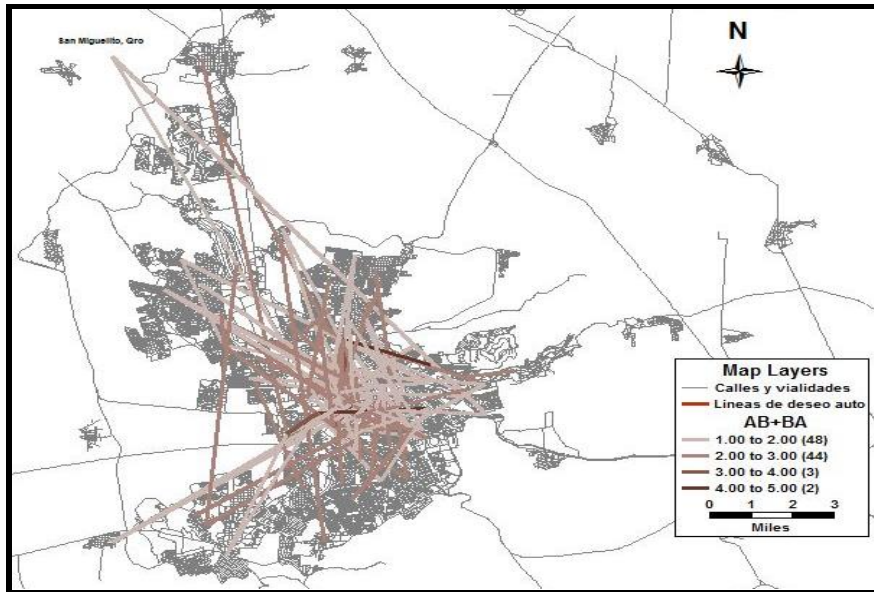 San Miguelito, Qro
N
Map Layers
Calles y vialidades
Lineas de deseo auto
AB+BA
1.00 to 2.00 (48)
2.00 to 3.00 (44)
3.00 to 4.00 (3)
4.00 to 5.00 (2)
0 1 2 3
Miles